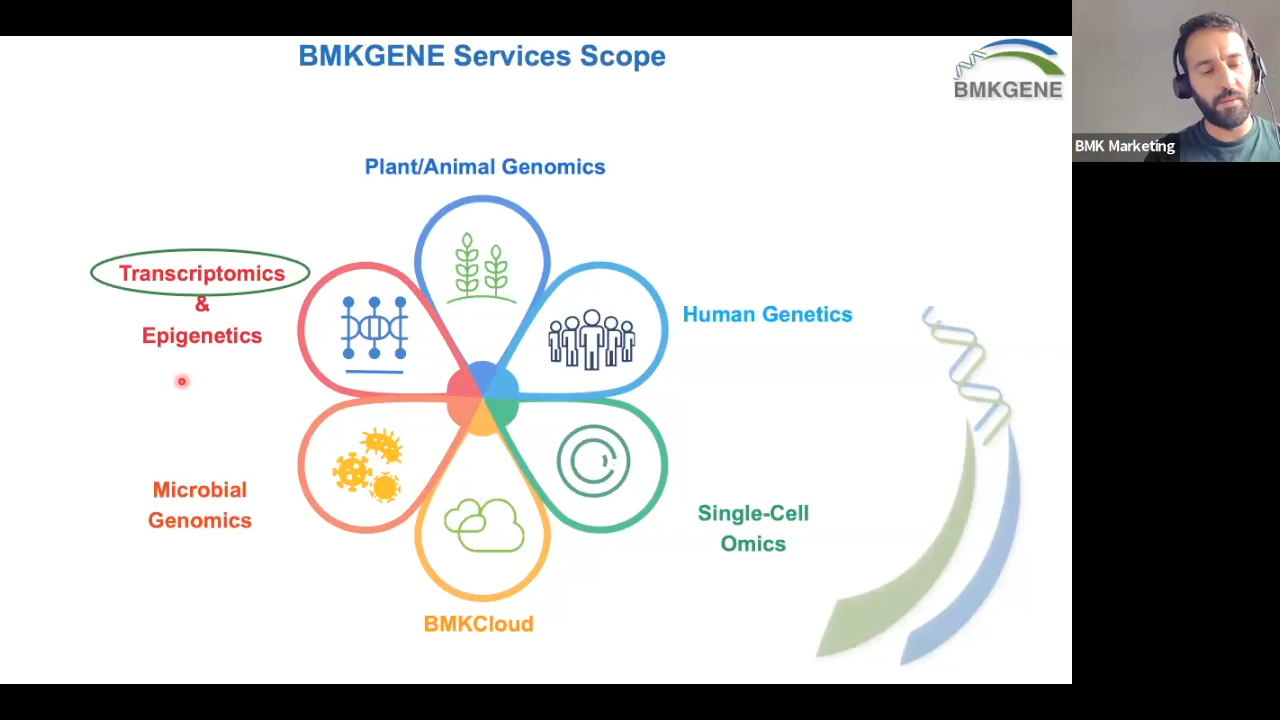 BMKGENE Services Scope
BMKGENE
BMK Marketing
Plant/Animal Genomics
Transcriptomics
&
Epigenetics
Human Genetics
Microbial
Genomics
Single-Cell
Omics
BMKCloud